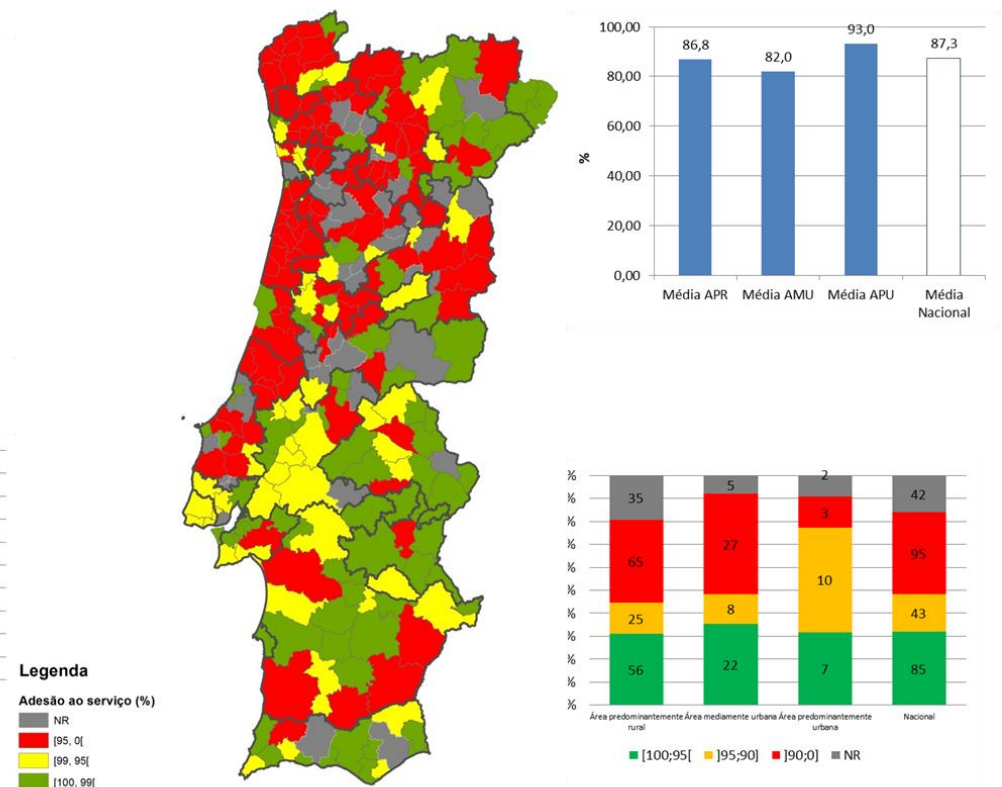 100,00
80,00
60,00
40,00
20,00
0,00
%
86,8
82,0
93,0
87,3
Média APR
Média AMU
Média APU
Média
Nacional
%
%
%
%
%
%
%
%
%
%
%
35
65
25
56
5
27
8
22
2
3
10
7
42
95
43
85
Área predominantemente
rural
Área mediamente urbana
Área predominantemente
urbana
Nacional
[100;95[
]95;90]
]90;0]
NR
Legenda
Adesão ao serviço (%)
NR
[95, 0[
[99, 95[
[100, 99[